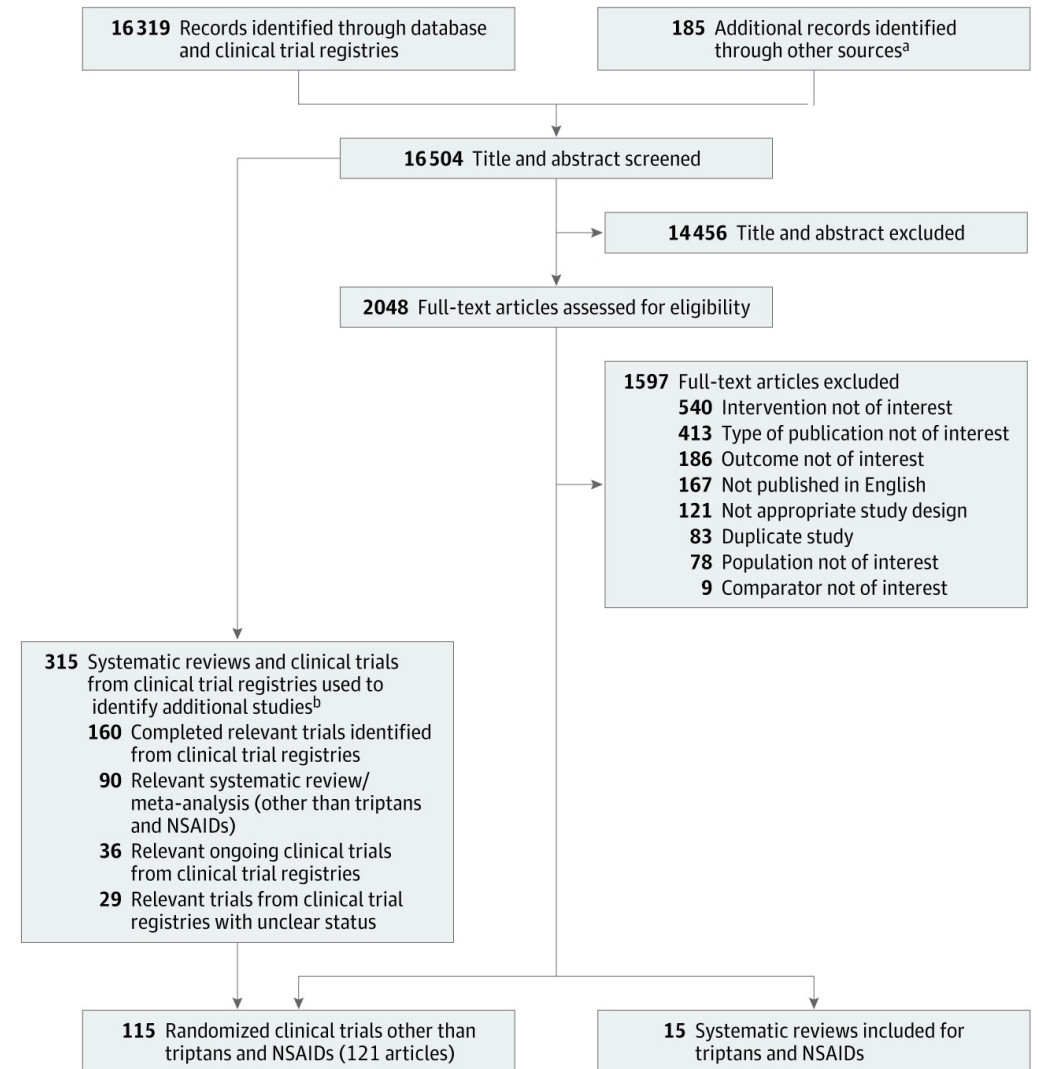 16 319 Records identified through database
and clinical trial registries
185 Additional records identified
through other sourcesᵃ
16 504 Title and abstract screened
14 456 Title and abstract excluded
2048 Full-text articles assessed for eligibility
1597 Full-text articles excluded
540 Intervention not of interest
413 Type of publication not of interest
186 Outcome not of interest
167 Not published in English
121 Not appropriate study design
83 Duplicate study
78 Population not of interest
9 Comparator not of interest
315 Systematic reviews and clinical trials
from clinical trial registries used to
identify additional studiesᵇ
160 Completed relevant trials identified
from clinical trial registries
90 Relevant systematic review/
meta-analysis (other than triptans
and NSAIDs)
36 Relevant ongoing clinical trials
from clinical trial registries
29 Relevant trials from clinical trial
registries with unclear status
115 Randomized clinical trials other than
triptans and NSAIDs (121 articles)
15 Systematic reviews included for
triptans and NSAIDs